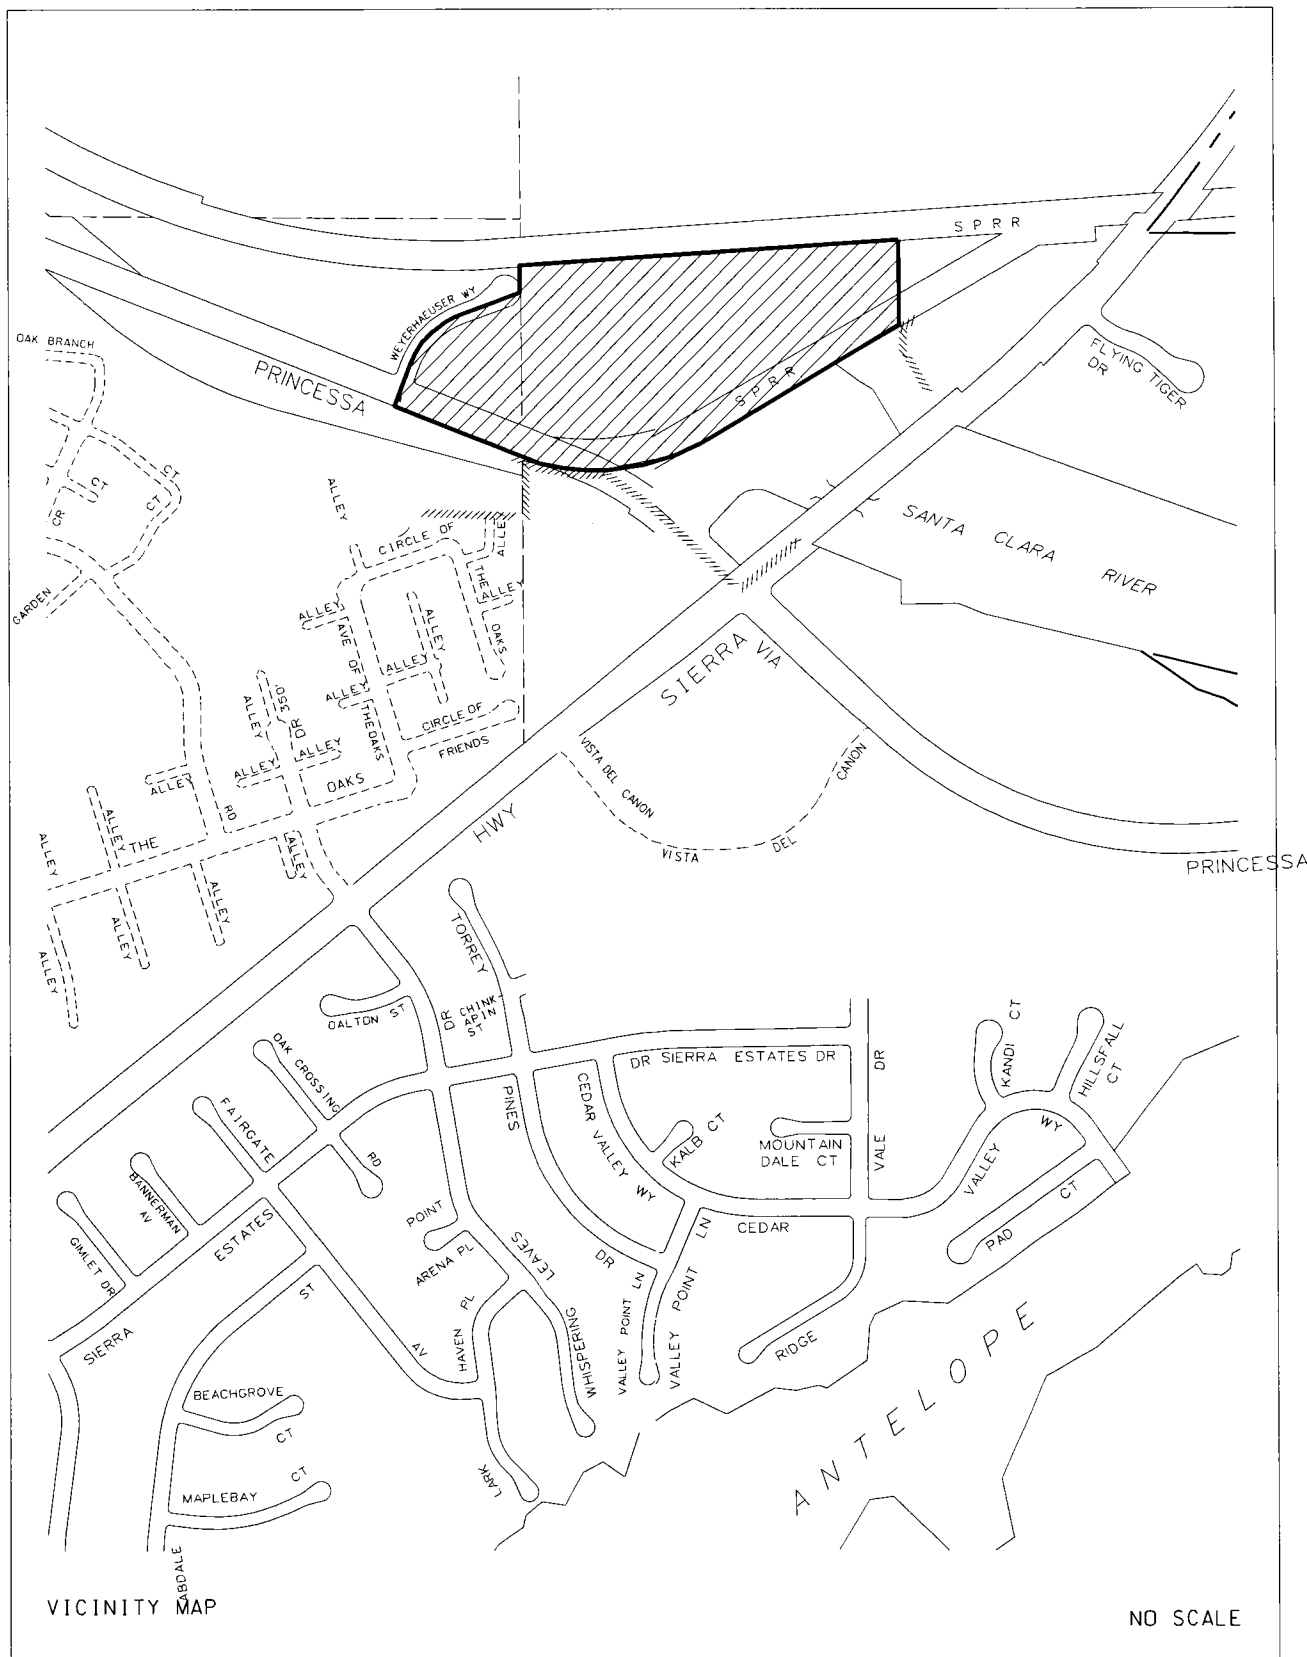 S P R R
WEYERHAEUSER WY
OAK BRANCH
FLYING TIGER
DR
PRINCESSA
S P R R
CT
CT
CT
CR
ALLEY
SANTA CLARA
RIVER
CIRCLE OF
ALLEY
THE
ALLEY
OAKS
GARDEN
ALLEY
AVE OF
THE OAKS
ALLEY
ALLEY
ALLEY
ALLEY
SIERRA
VIA
350'
DR
ALLEY
ALLEY
CIRCLE OF
FRIENDS
VISTA DEL CANON
CANON
ALLEY
ALLEY
ALLEY
ALLEY
OAKS
RD
HWY
ALLEY
THE
ALLEY
ALLEY
VISTA
DEL
PRINCESSA
ALLEY
ALLEY
ALLEY
TORREY
DALTON ST
DR
CHINK-
APIN
ST
OAK CROSSING
RD
DR SIERRA ESTATES DR
DR
KANDI CT
HILLSFALL
CT
FAIRGATE
PINES
CEDAR VALLEY WY
KALB CT
MOUNTAIN
DALE CT
VALE
VALLEY
WY
BANNERMAN
AV
GIMLET DR
ESTATES
POINT
ARENA PL
LEAVES
DR
LN
CEDAR
PAD
CT
SIERRA
ST
AV
HAVEN PL
WHISPERING
VALLEY POINT LN
VALLEY POINT
RIDGE
ANTELOPE
BEACHGROVE
CT
MAPLEBAY
CT
LARK
ABDALE
VICINITY MAP
NO SCALE